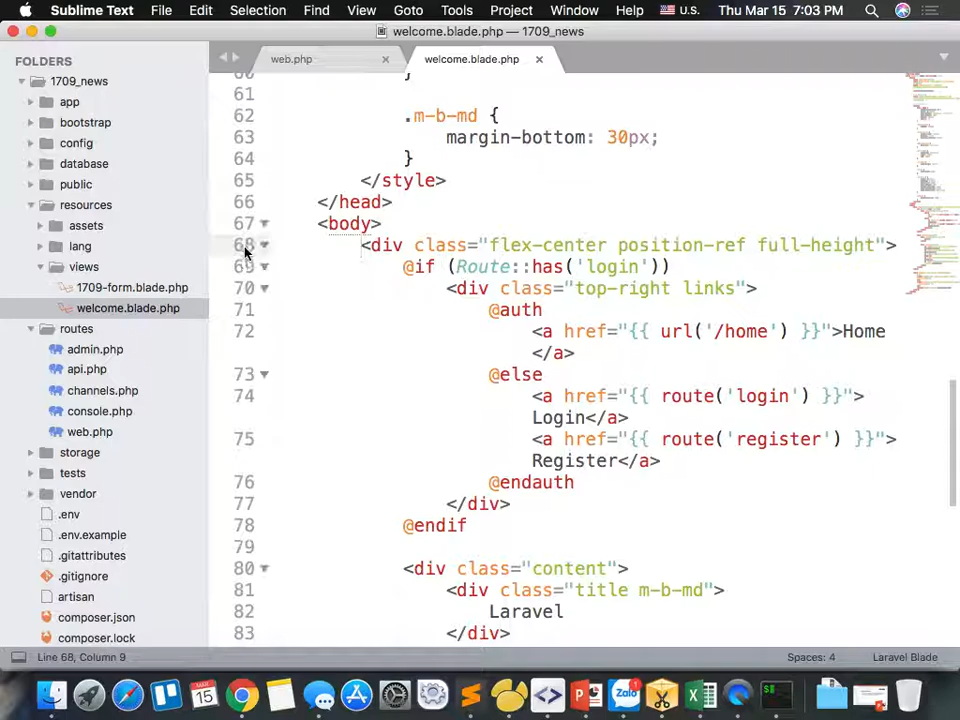 Sublime Text File Edit Selection Find View Goto Tools Project Window Help U.S. Thu Mar 15 7:03 PM
welcome.blade.php — 1709_news
FOLDERS
1709_news
app
bootstrap
config
database
public
resources
assets
lang
views
1709-form.blade.php
welcome.blade.php
routes
admin.php
api.php
channels.php
console.php
web.php
storage
tests
vendor
.env
.env.example
.gitattributes
.gitignore
artisan
composer.json
composer.lock
web.php welcome.blade.php
61
62 .m-b-md {
63 margin-bottom: 30px;
64 }
65 </style>
66 </head>
67 <body>
68 <div class="flex-center position-ref full-height">
69 @if (Route::has('login'))
70 <div class="top-right links">
71 @auth
72 <a href="{{ url('/home') }}">Home
</a>
73 @else
74 <a href="{{ route('login') }}">
Login</a>
75 <a href="{{ route('register') }}">
Register</a>
76 @endauth
77 </div>
78 @endif
79
80 <div class="content">
81 <div class="title m-b-md">
82 Laravel
83 </div>
Line 68, Column 9 Spaces: 4 Laravel Blade
15
Zalo
1